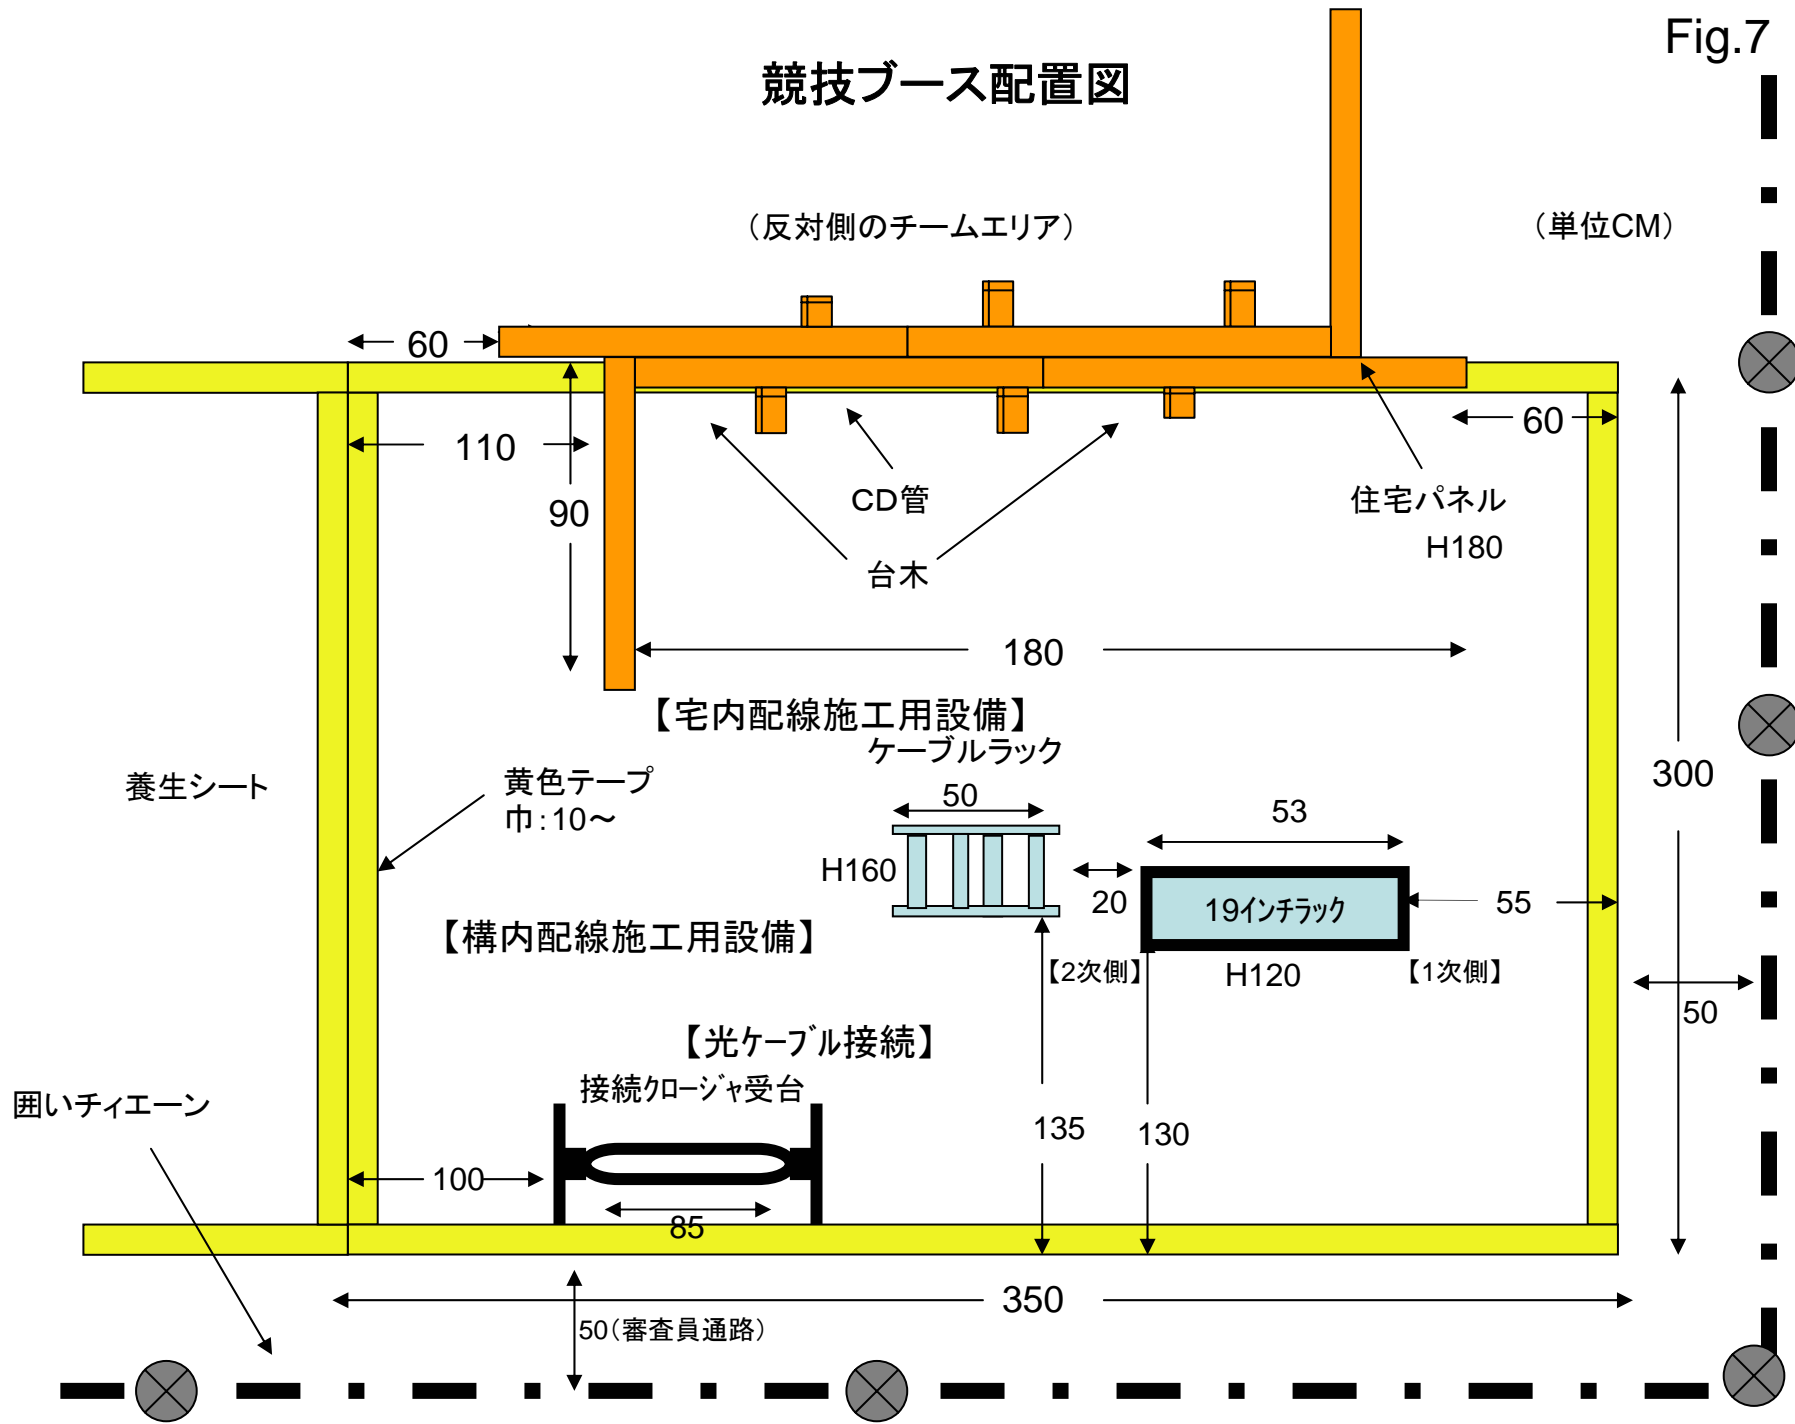 Fig.7
競技ブース配置図
（反対側のチームエリア）
（単位CM）
60
110
90
CD管
台木
60
住宅パネル
H180
180
【宅内配線施工用設備】
ケーブルラック
養生シート
黄色テープ
巾：10～
50
53
300
H160
20
19インチラック
55
【構内配線施工用設備】
【2次側】
H120
【1次側】
50
【光ケーブル接続】
接続クロージャ受台
囲いチィエーン
135
130
100
85
350
50（審査員通路）